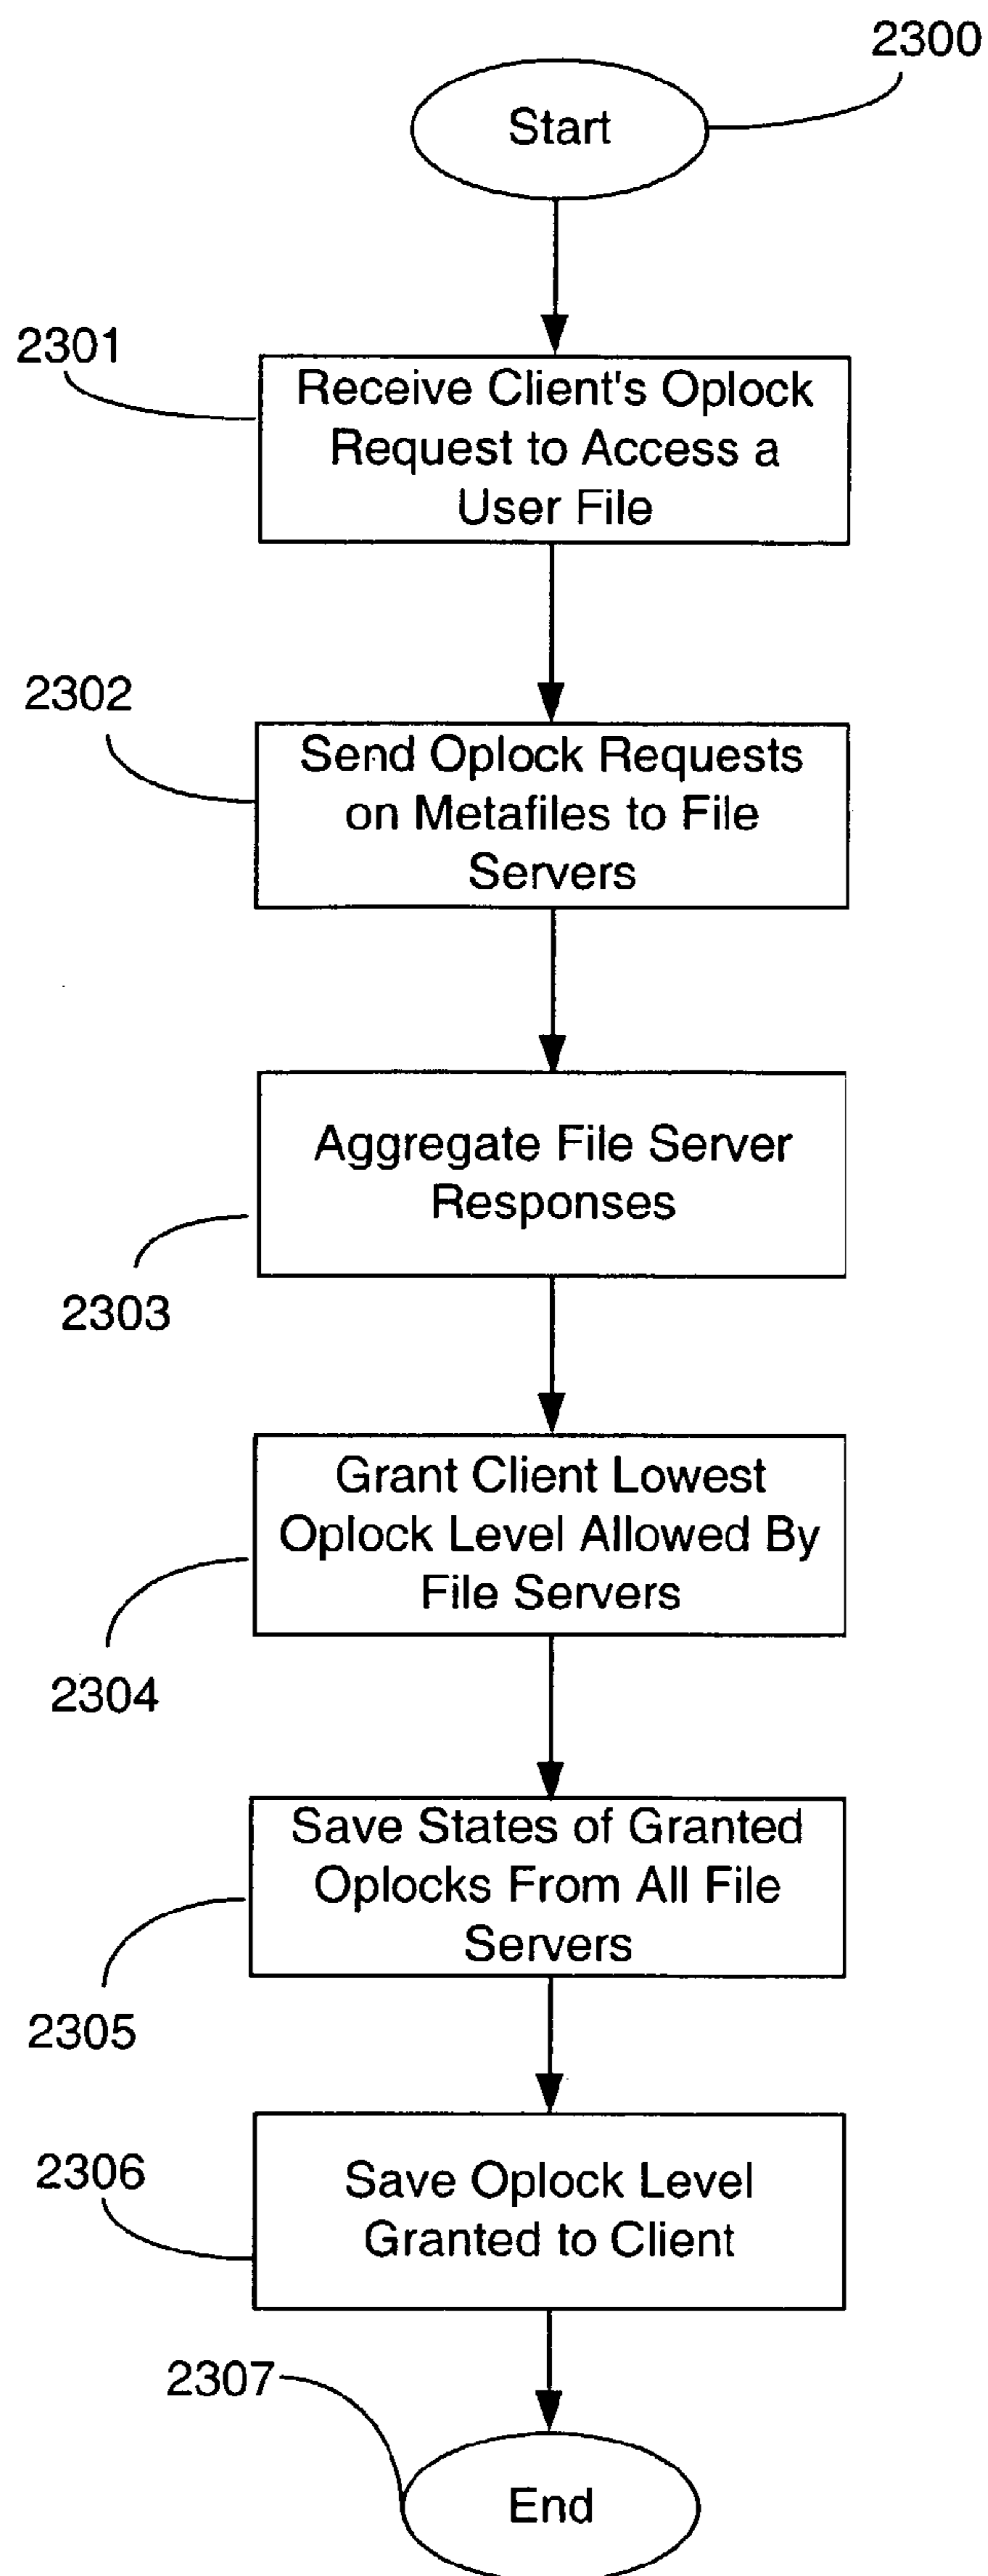 2300
Start
2301
Receive Client's Oplock
Request to Access a
User File
2302
Send Oplock Requests
on Metafiles to File
Servers
Aggregate File Server
Responses
2303
Grant Client Lowest
Oplock Level Allowed By
File Servers
2304
Save States of Granted
Oplocks From All File
Servers
2305
2306
Save Oplock Level
Granted to Client
2307
End